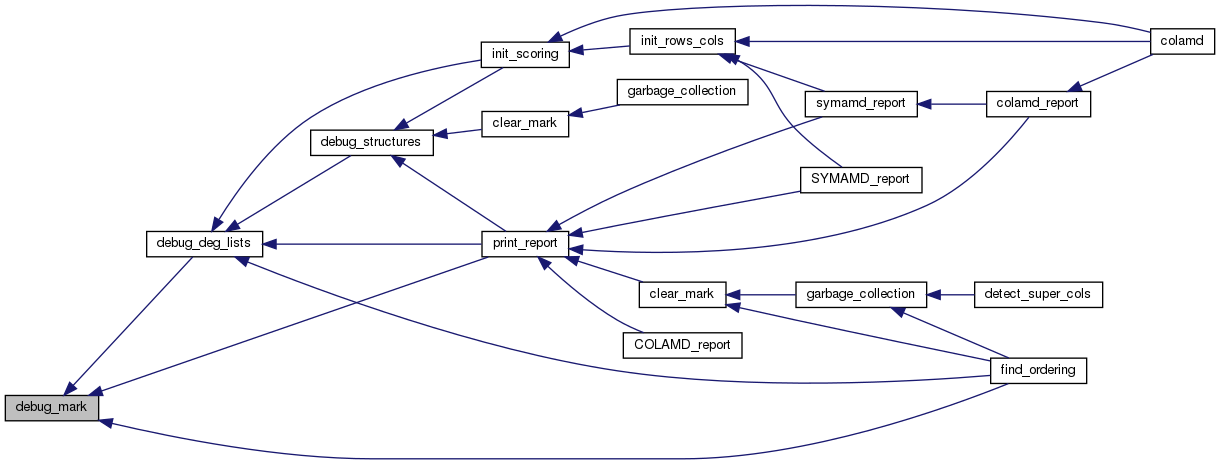 colamd
init_rows_cols
init_scoring
garbage_collection
symamd_report
colamd_report
clear_mark
debug_structures
SYMAMD_report
debug_deg_lists
print_report
clear_mark
garbage_collection
detect_super_cols
COLAMD_report
find_ordering
debug_mark